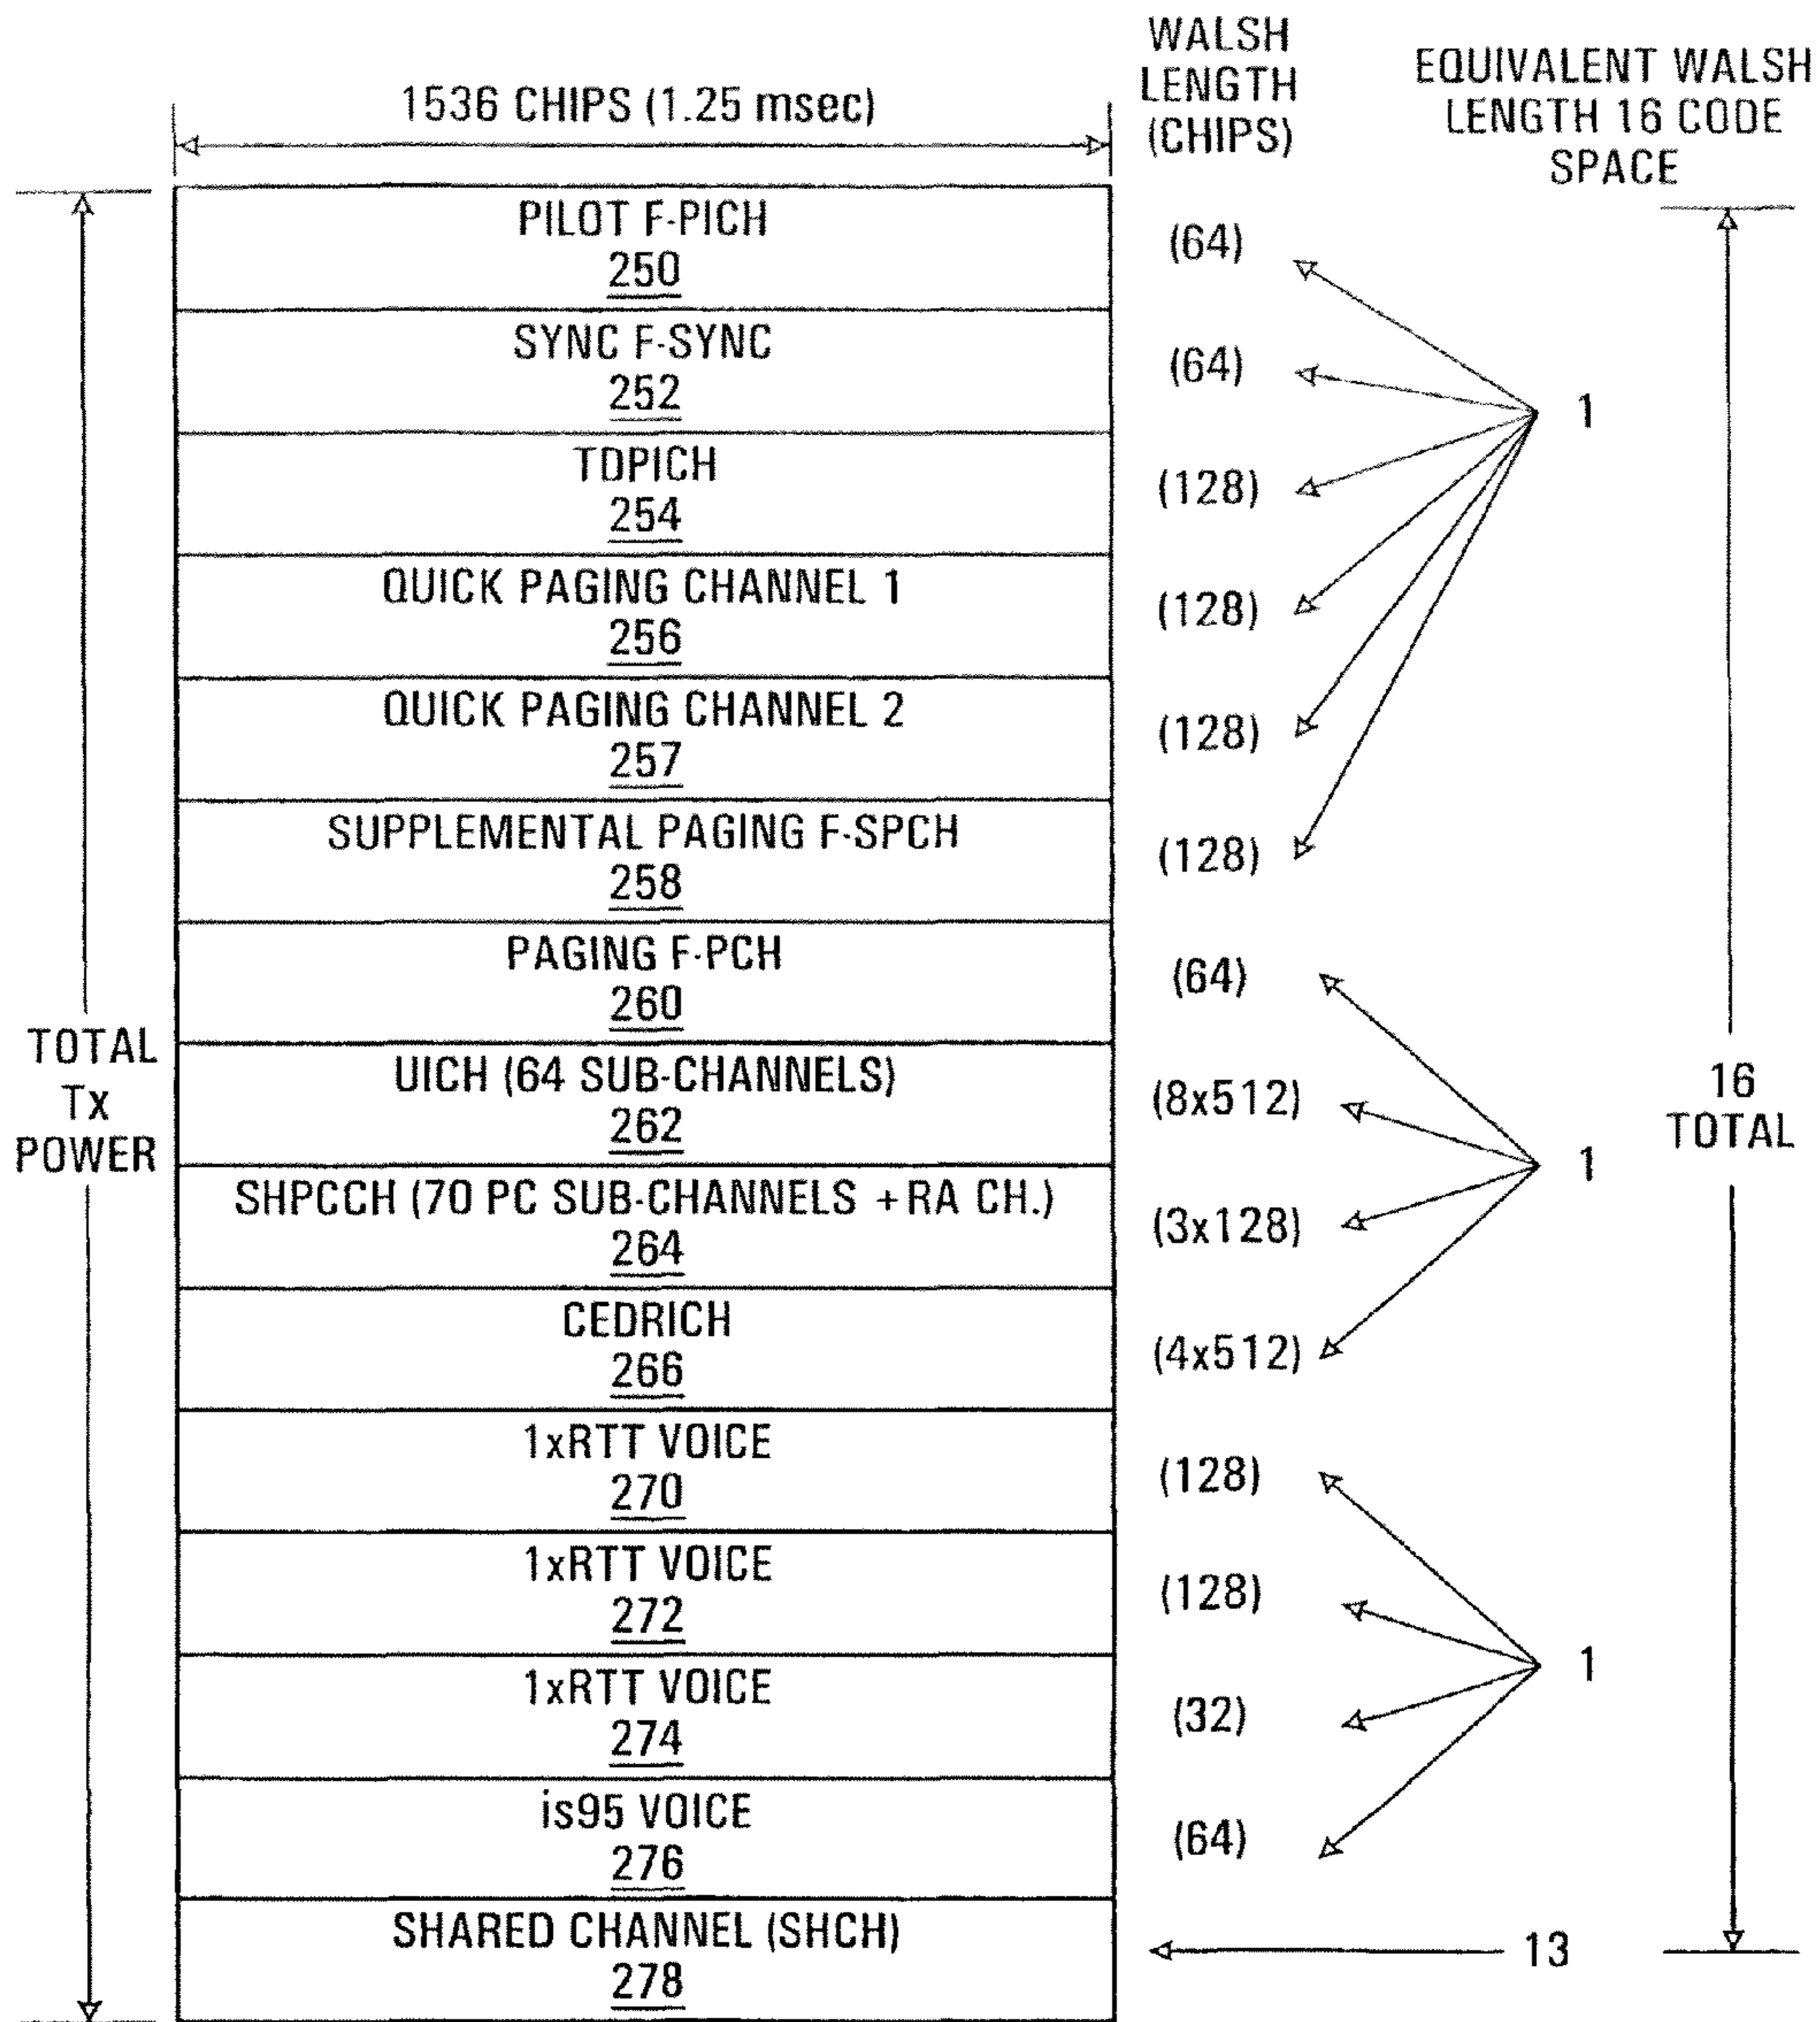 WALSH
LENGTH
(CHIPS)
EQUIVALENT WALSH
LENGTH 16 CODE
SPACE
1536 CHIPS (1.25 msec)
PILOT F-PICH
250
(64)
SYNC F-SYNC
252
(64)
1
TDPICH
254
(128)
QUICK PAGING CHANNEL 1
256
(128)
QUICK PAGING CHANNEL 2
257
(128)
SUPPLEMENTAL PAGING F-SPCH
258
(128)
PAGING F-PCH
260
(64)
TOTAL
Tx
POWER
UICH (64 SUB-CHANNELS)
262
(8x512)
16
TOTAL
1
SHPCCH (70 PC SUB-CHANNELS +RA CH.)
264
(3x128)
CEDRICH
266
(4x512)
1xRTT VOICE
270
(128)
1xRTT VOICE
272
(128)
1
1xRTT VOICE
274
(32)
is95 VOICE
276
(64)
SHARED CHANNEL (SHCH)
278
13